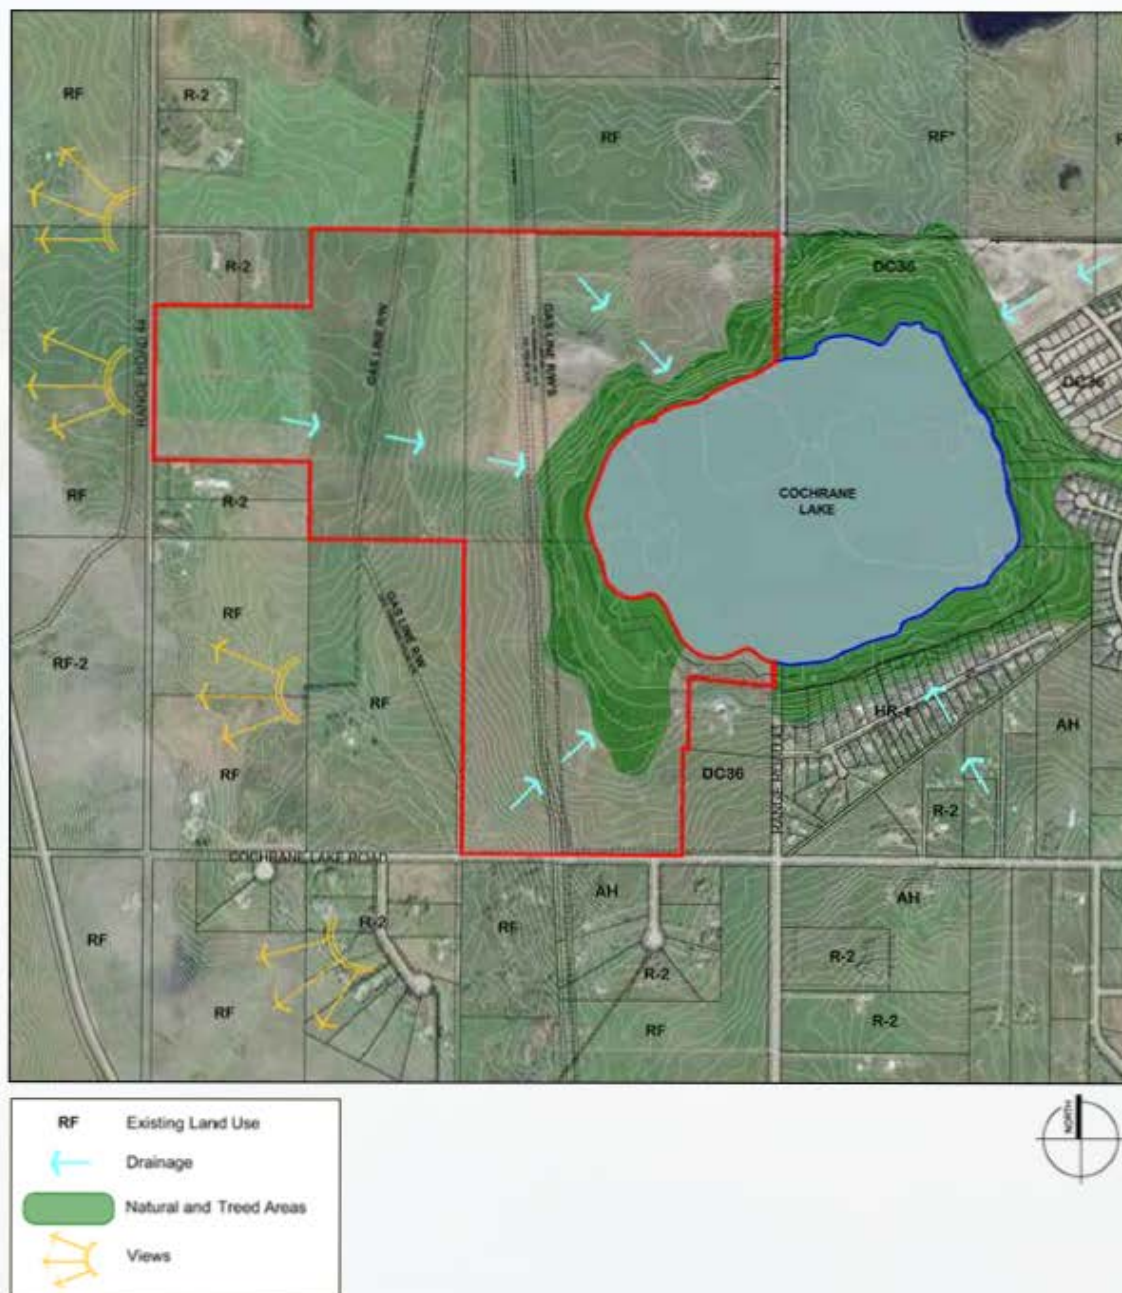 RF
R-2
RF
RF*
R-2
DC36
GAS LINE R/W
GAS LINE RWS
RANGE ROAD 44
DC36
RF
R-2
COCHRANE
LAKE
RF
GAS LINE R/W
RF-2
RF
HR-1
AH
RF
DC36
R-2
COCHRANE LAKE ROAD
AH
AH
R-2
RF
RF
R-2
R-2
RF
RF
R-2
RF Existing Land Use
Drainage
Natural and Treed Areas
Views
NORTH